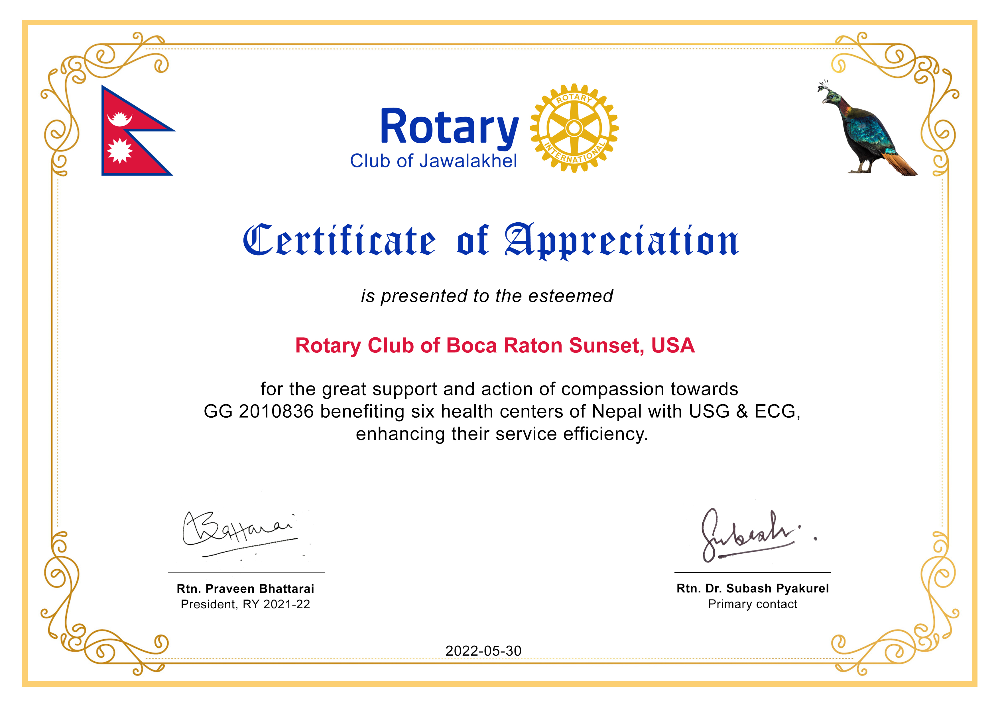 Rotary
Club of Jawalakhel
ROTARY
INTERNATIONAL
Certificate of Appreciation
is presented to the esteemed
Rotary Club of Boca Raton Sunset, USA
for the great support and action of compassion towards
GG 2010836 benefiting six health centers of Nepal with USG & ECG,
enhancing their service efficiency.
Battarai
Subash
Rtn. Praveen Bhattarai
President, RY 2021-22
Rtn. Dr. Subash Pyakurel
Primary contact
2022-05-30